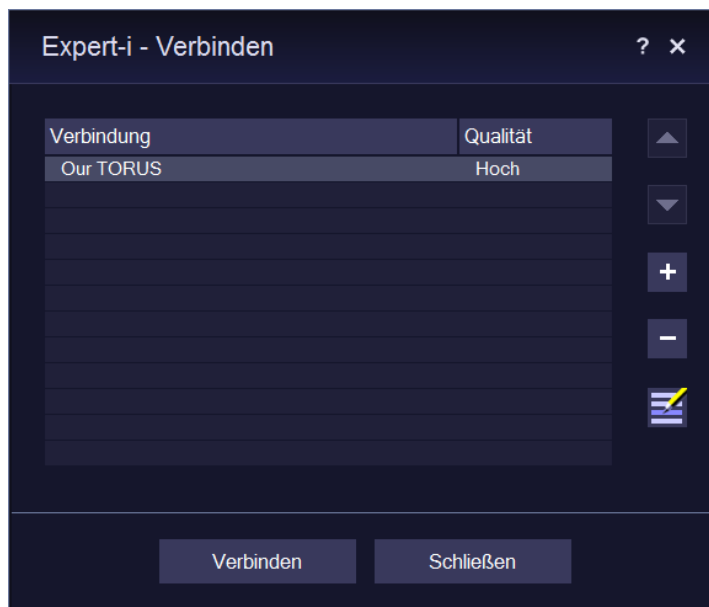 Expert-i - Verbinden ? ×
Verbindung Qualität
Our TORUS Hoch
+
−
Verbinden Schließen